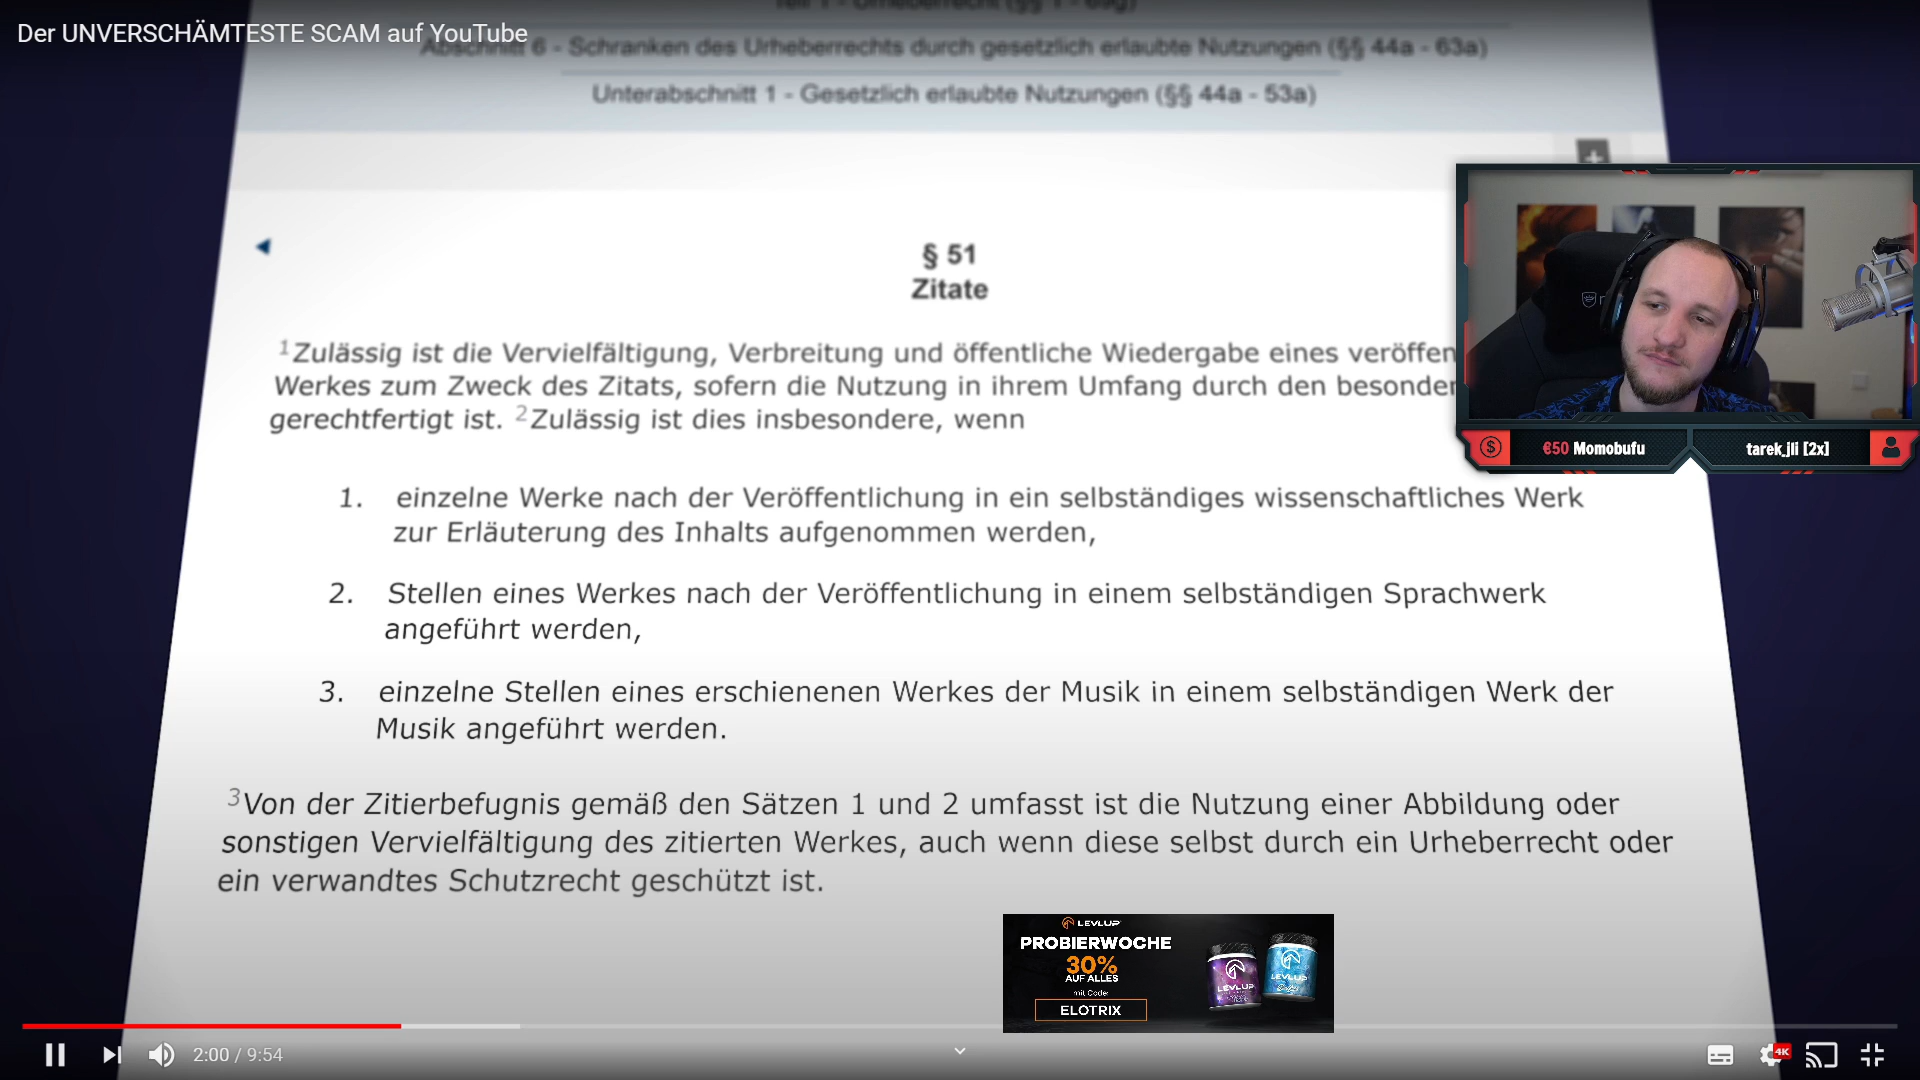 Der UNVERSCHÄMTESTE SCAM auf YouTube
Teil 1 - Urheberrecht (§§ 1 - 69g)
Abschnitt 6 - Schranken des Urheberrechts durch gesetzlich erlaubte Nutzungen (§§ 44a - 63a)
Unterabschnitt 1 - Gesetzlich erlaubte Nutzungen (§§ 44a - 53a)
§ 51
Zitate
1Zulässig ist die Vervielfältigung, Verbreitung und öffentliche Wiedergabe eines veröffen
Werkes zum Zweck des Zitats, sofern die Nutzung in ihrem Umfang durch den besonder
gerechtfertigt ist. 2Zulässig ist dies insbesondere, wenn
1. einzelne Werke nach der Veröffentlichung in ein selbständiges wissenschaftliches Werk
zur Erläuterung des Inhalts aufgenommen werden,
2. Stellen eines Werkes nach der Veröffentlichung in einem selbständigen Sprachwerk
angeführt werden,
3. einzelne Stellen eines erschienenen Werkes der Musik in einem selbständigen Werk der
Musik angeführt werden.
3Von der Zitierbefugnis gemäß den Sätzen 1 und 2 umfasst ist die Nutzung einer Abbildung oder
sonstigen Vervielfältigung des zitierten Werkes, auch wenn diese selbst durch ein Urheberrecht oder
ein verwandtes Schutzrecht geschützt ist.
€50 Momobufu
tarek_jli [2x]
LEVLUP
PROBIERWOCHE
30%
AUF ALLES
mit Code:
ELOTRIX
LEVLUP
LEVLUP
2:00 / 9:54
4K